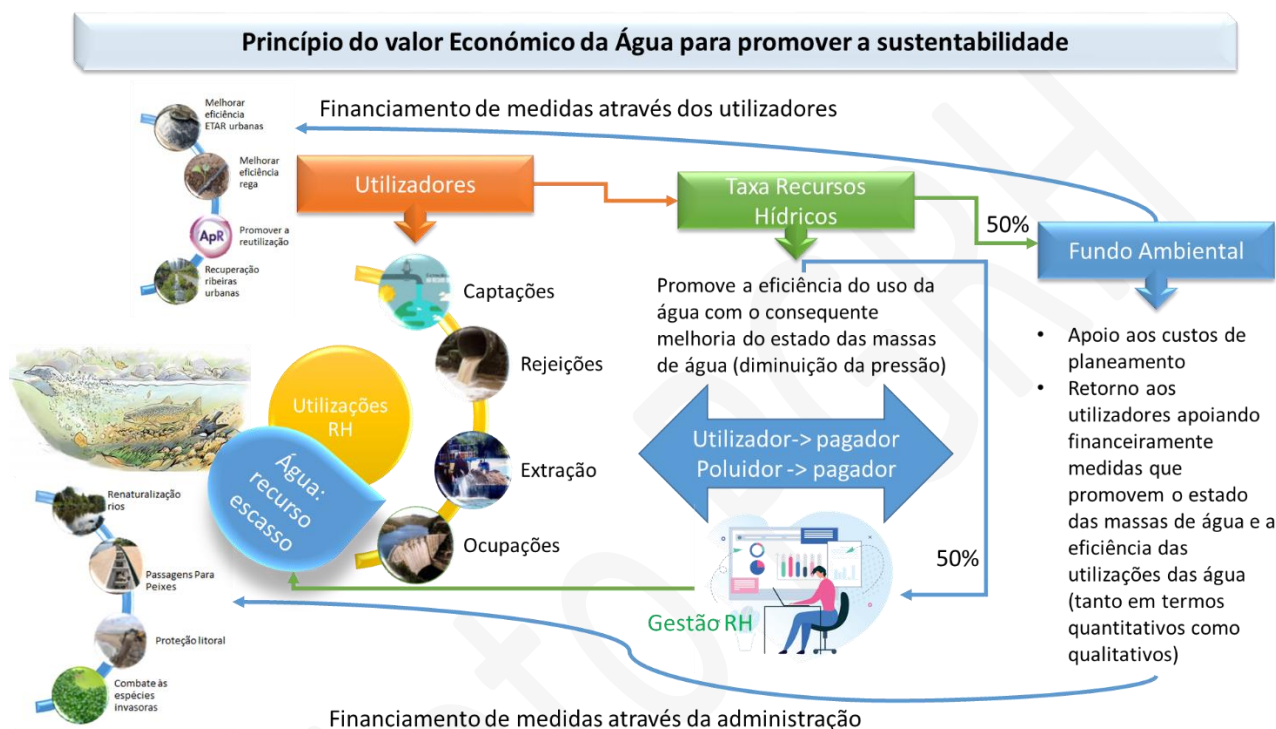 Princípio do valor Económico da Água para promover a sustentabilidade
Financiamento de medidas através dos utilizadores
Melhorar
eficiência
ETAR urbanas
Melhorar
eficiência
rega
ApR
Promover a
reutilização
Recuperação
ribeiras
urbanas
Utilizadores
Taxa Recursos
Hídricos
50%
Fundo Ambiental
Captações
Rejeições
Extração
Ocupações
Utilizações
RH
Água:
recurso
escasso
Promove a eficiência do uso da
água com o consequente
melhoria do estado das massas
de água (diminuição da pressão)
Utilizador-> pagador
Poluidor -> pagador
50%
Gestão RH
• Apoio aos custos de
planeamento
• Retorno aos
utilizadores apoiando
financeiramente
medidas que
promovem o estado
das massas de água e a
eficiência das
utilizações das água
(tanto em termos
quantitativos como
qualitativos)
Renaturalização
rios
Passagens Para
Peixes
Proteção litoral
Combate às
espécies
invasoras
Financiamento de medidas através da administração